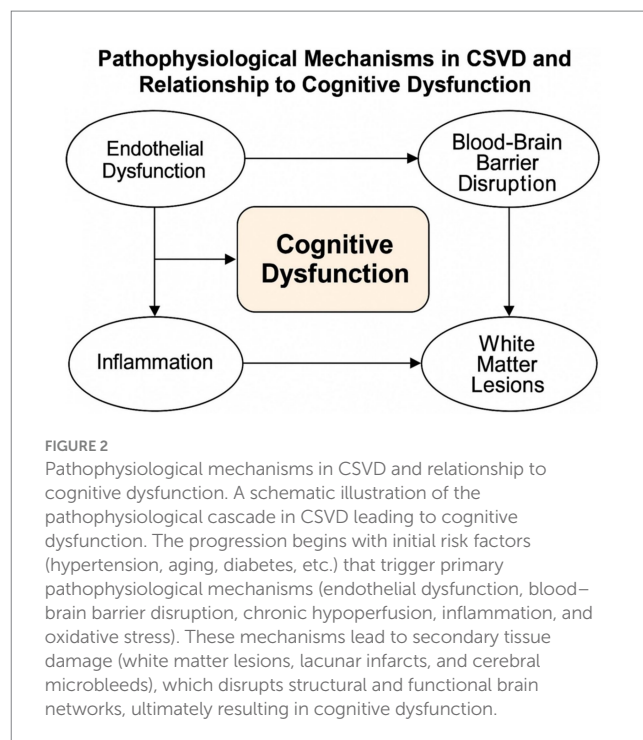 Pathophysiological Mechanisms in CSVD and
Relationship to Cognitive Dysfunction
Endothelial
Dysfunction
Blood-Brain
Barrier
Disruption
Cognitive
Dysfunction
Inflammation
White
Matter
Lesions
FIGURE 2
Pathophysiological mechanisms in CSVD and relationship to
cognitive dysfunction. A schematic illustration of the
pathophysiological cascade in CSVD leading to cognitive
dysfunction. The progression begins with initial risk factors
(hypertension, aging, diabetes, etc.) that trigger primary
pathophysiological mechanisms (endothelial dysfunction, blood–
brain barrier disruption, chronic hypoperfusion, inflammation, and
oxidative stress). These mechanisms lead to secondary tissue
damage (white matter lesions, lacunar infarcts, and cerebral
microbleeds), which disrupts structural and functional brain
networks, ultimately resulting in cognitive dysfunction.